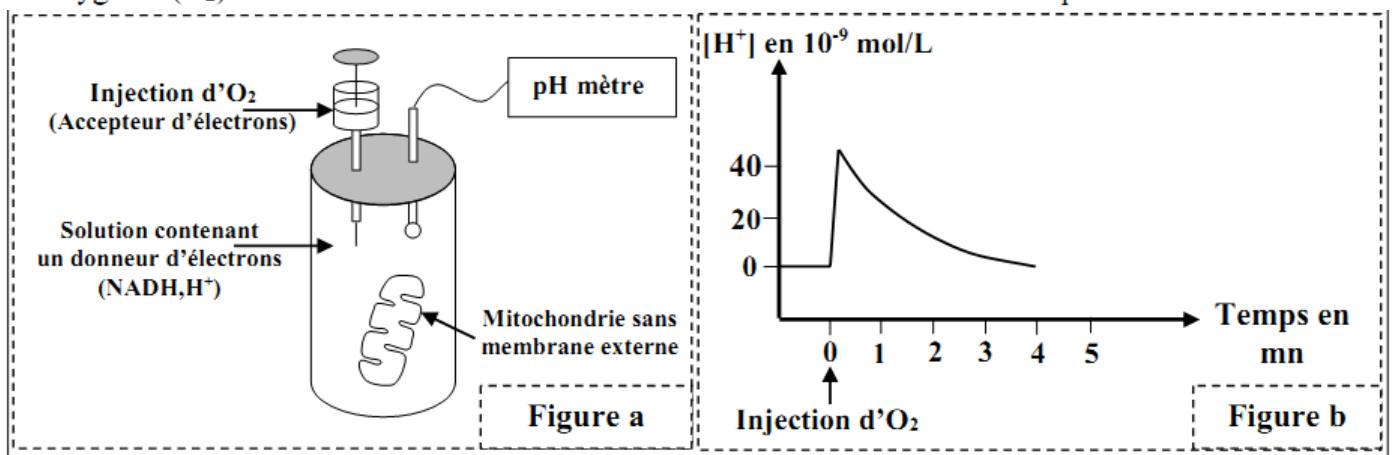 [H⁺] en 10⁻⁹ mol/L
Injection d'O₂
(Accepteur d'électrons)
pH mètre
Solution contenant
un donneur d'électrons
(NADH,H⁺)
Mitochondrie sans
membrane externe
Figure a
40
20
0
0 1 2 3 4 5
Temps en
mn
Injection d'O₂
Figure b